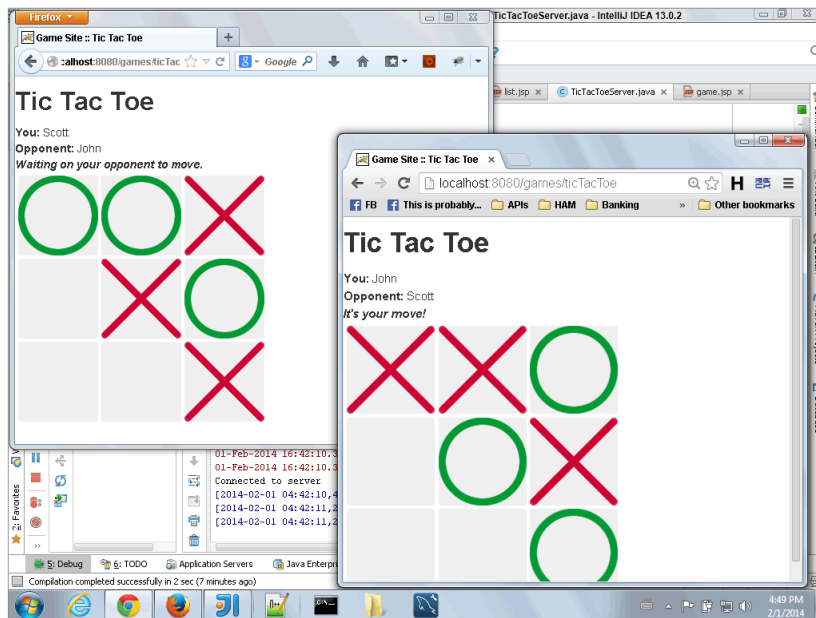 Firefox
TicTacToeServer.java - IntelliJ IDEA 13.0.2
Game Site :: Tic Tac Toe
:alhost:8080/games/ticTac
Google
list.jsp
TicTacToeServer.java
game.jsp
Tic Tac Toe
You: Scott
Opponent: John
Waiting on your opponent to move.
Game Site :: Tic Tac Toe
localhost:8080/games/ticTacToe
H
FB
This is probably...
APIs
HAM
Banking
»
Other bookmarks
Tic Tac Toe
You: John
Opponent: Scott
It's your move!
01-Feb-2014 16:42:10.3
01-Feb-2014 16:42:10.3
Connected to server
[2014-02-01 04:42:10,4
[2014-02-01 04:42:11,2
[2014-02-01 04:42:11,2
2: Favorites
5: Debug
6: TODO
Application Servers
Java Enterpri
Compilation completed successfully in 2 sec (7 minutes ago)
4:49 PM
2/1/2014